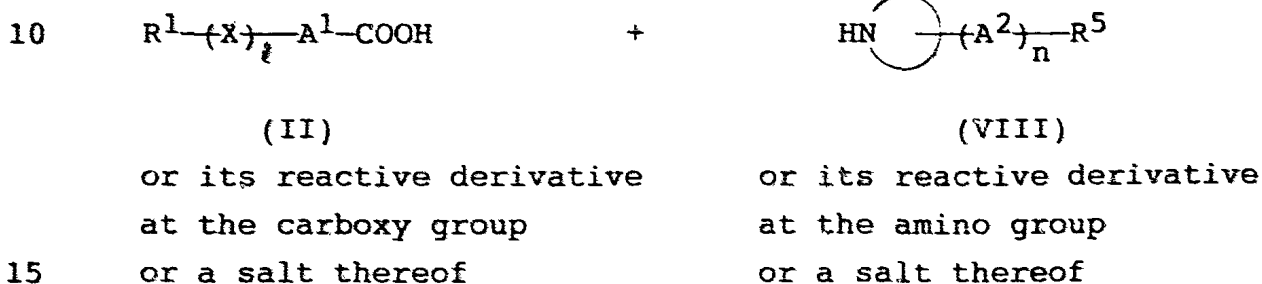 10 R¹-(X)ℓ-A¹-COOH + HN -(A²)n-R⁵
(II) (VIII)
or its reactive derivative or its reactive derivative
at the carboxy group at the amino group
15 or a salt thereof or a salt thereof